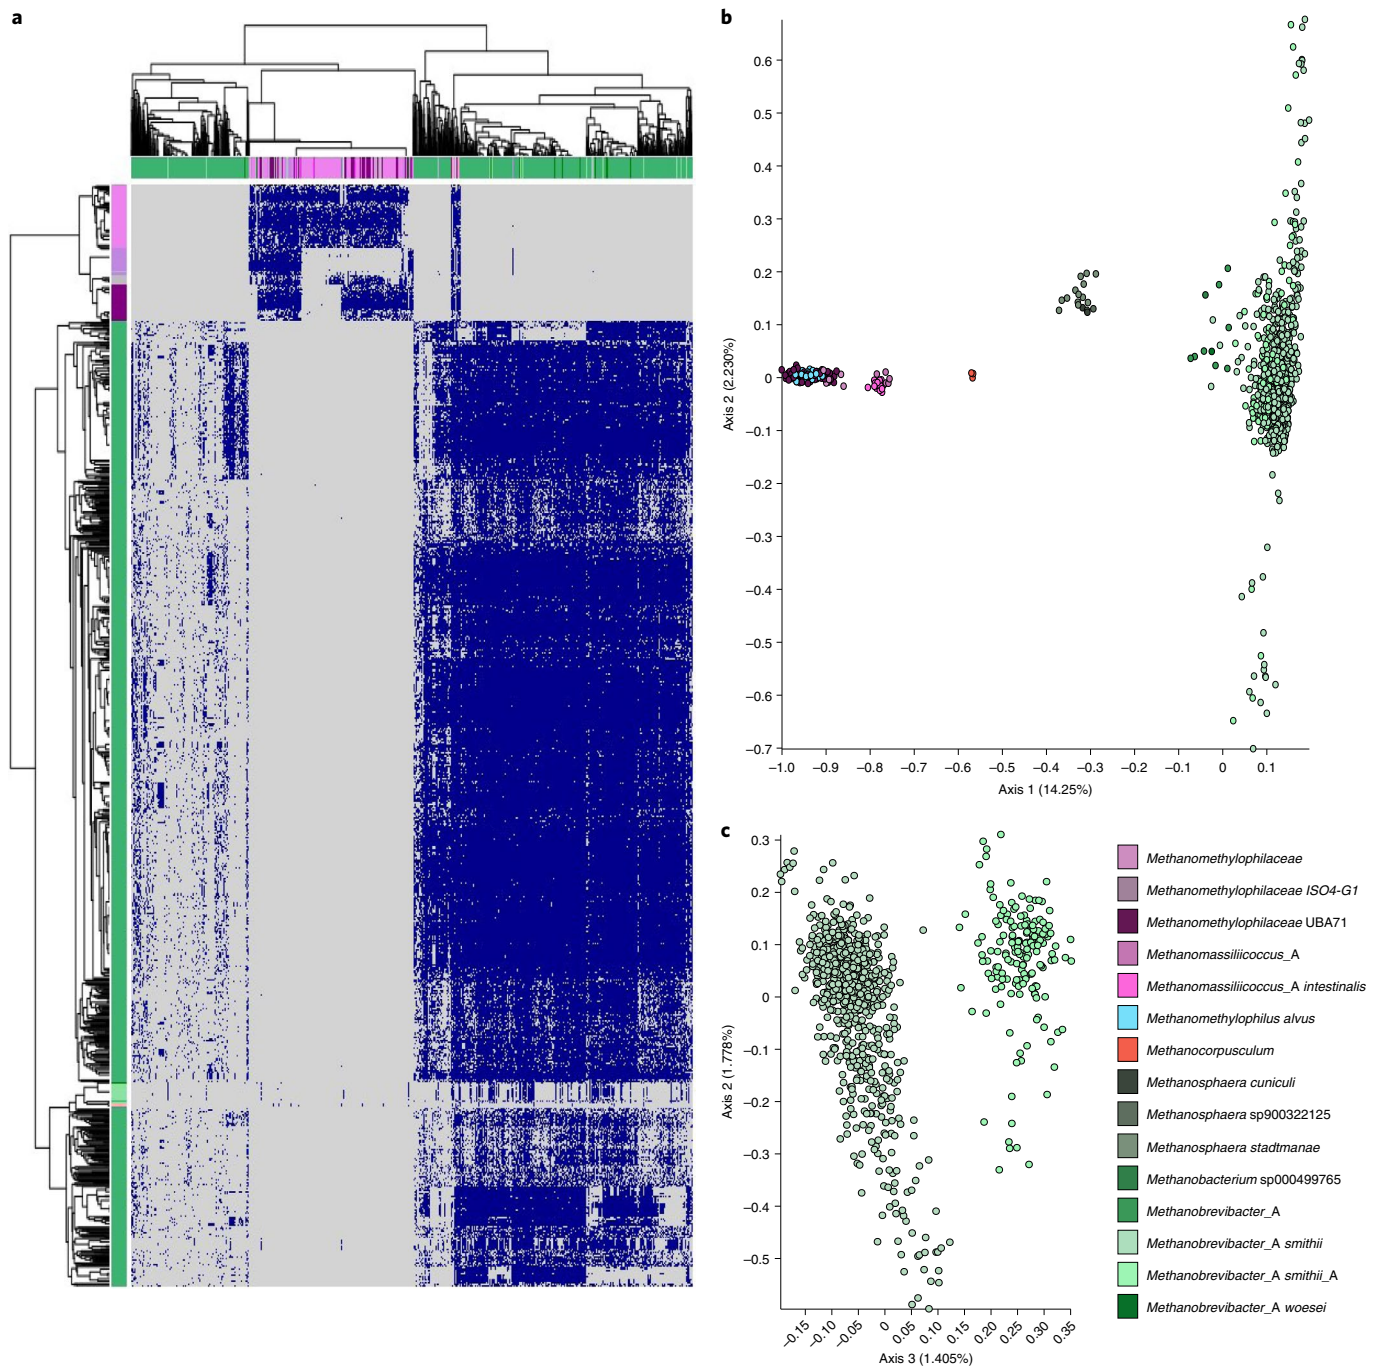 a
b
0.6
0.5
0.4
0.3
0.2
0.1
0
–0.1
–0.2
–0.3
–0.4
–0.5
–0.6
–0.7
Axis 2 (2.230%)
–1.0 –0.9 –0.8 –0.7 –0.6 –0.5 –0.4 –0.3 –0.2 –0.1 0 0.1
Axis 1 (14.25%)
c
0.3
0.2
0.1
0
–0.1
–0.2
–0.3
–0.4
–0.5
Axis 2 (1.778%)
–0.15 –0.10 –0.05 0 0.05 0.10 0.15 0.20 0.25 0.30 0.35
Axis 3 (1.405%)
Methanomethylophilaceae
Methanomethylophilaceae ISO4-G1
Methanomethylophilaceae UBA71
Methanomassiliicoccus_A
Methanomassiliicoccus_A intestinalis
Methanomethylophilus alvus
Methanocorpusculum
Methanosphaera cuniculi
Methanosphaera sp900322125
Methanosphaera stadtmanae
Methanobacterium sp000499765
Methanobrevibacter_A
Methanobrevibacter_A smithii
Methanobrevibacter_A smithii_A
Methanobrevibacter_A woesei